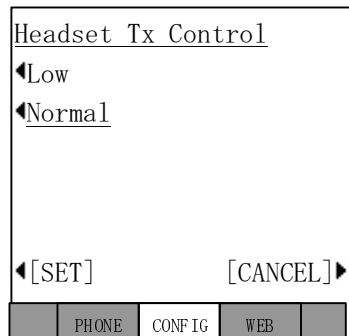 Headset Tx Control
Low
Normal
[SET] [CANCEL]
PHONE CONFIG WEB